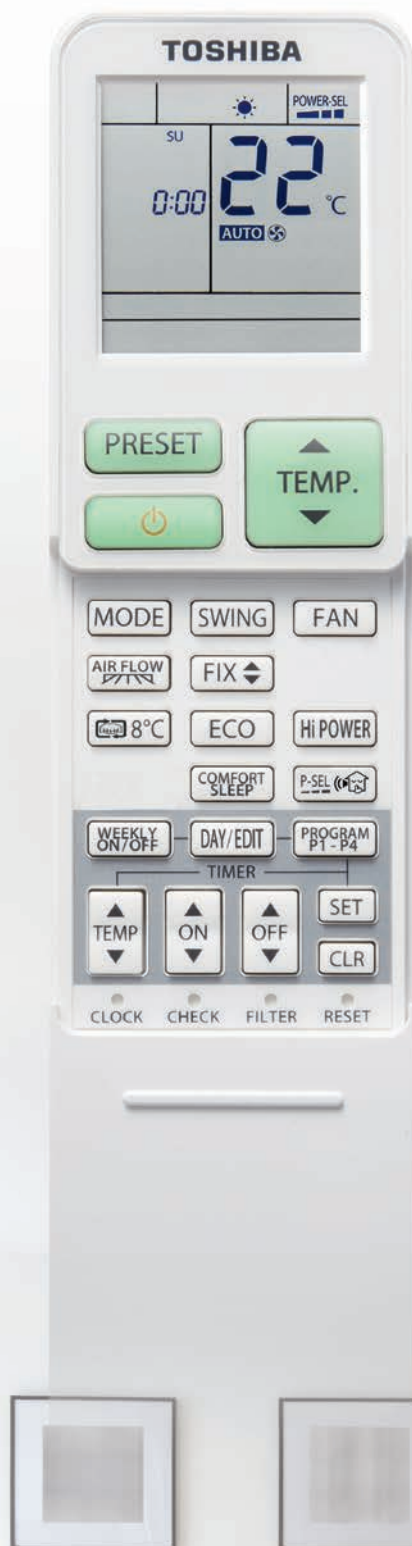 TOSHIBA
POWER-SEL
SU
0:00 22 °C
AUTO
PRESET
TEMP.
MODE SWING FAN
AIR FLOW FIX
8°C ECO Hi POWER
COMFORT SLEEP P-SEL
WEEKLY ON/OFF DAY/EDIT PROGRAM P1-P4
TIMER
TEMP ON OFF SET
CLR
CLOCK CHECK FILTER RESET